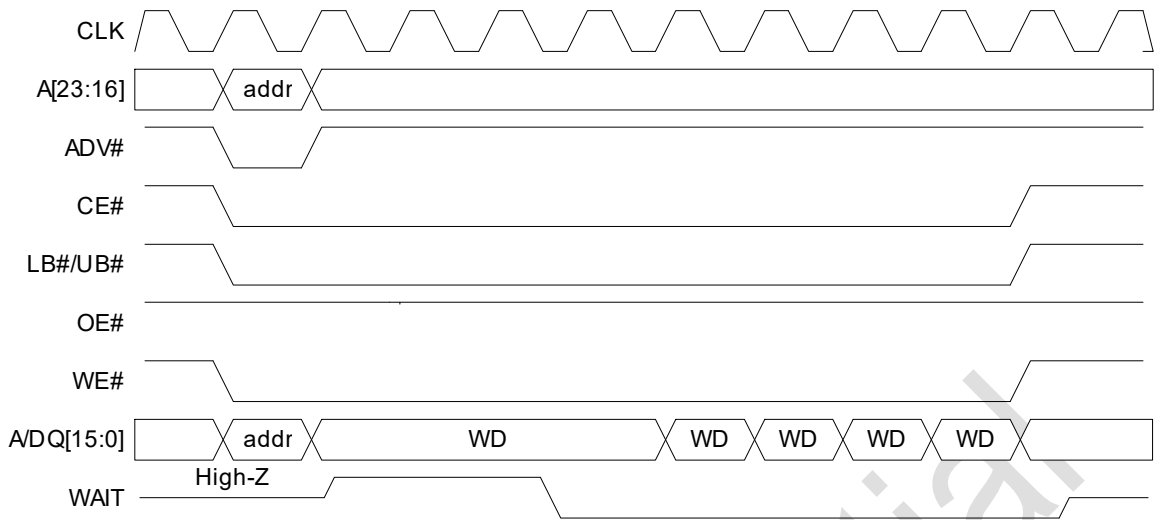 CLK
A[23:16] addr
ADV#
CE#
LB#/UB#
OE#
WE#
A/DQ[15:0] addr WD WD WD WD WD
High-Z
WAIT